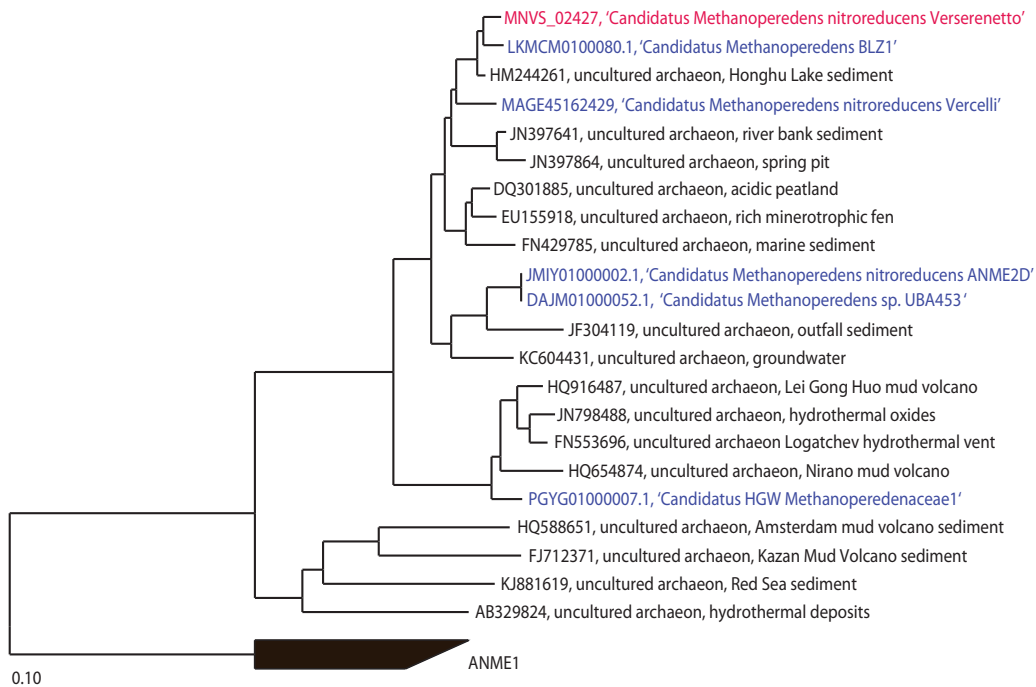 MNVS_02427, ‘Candidatus Methanoperedens nitroreducens Verserenetto’
LKMCM0100080.1, ‘Candidatus Methanoperedens BLZ1’
HM244261, uncultured archaeon, Honghu Lake sediment
MAGE45162429, ‘Candidatus Methanoperedens nitroreducens Vercelli’
JN397641, uncultured archaeon, river bank sediment
JN397864, uncultured archaeon, spring pit
DQ301885, uncultured archaeon, acidic peatland
EU155918, uncultured archaeon, rich minerotrophic fen
FN429785, uncultured archaeon, marine sediment
JMIY01000002.1, ‘Candidatus Methanoperedens nitroreducens ANME2D’
DAJM01000052.1, ‘Candidatus Methanoperedens sp. UBA453‘
JF304119, uncultured archaeon, outfall sediment
KC604431, uncultured archaeon, groundwater
HQ916487, uncultured archaeon, Lei Gong Huo mud volcano
JN798488, uncultured archaeon, hydrothermal oxides
FN553696, uncultured archaeon Logatchev hydrothermal vent
HQ654874, uncultured archaeon, Nirano mud volcano
PGYG01000007.1, ‘Candidatus HGW Methanoperedenaceae1‘
HQ588651, uncultured archaeon, Amsterdam mud volcano sediment
FJ712371, uncultured archaeon, Kazan Mud Volcano sediment
KJ881619, uncultured archaeon, Red Sea sediment
AB329824, uncultured archaeon, hydrothermal deposits
ANME1
0.10